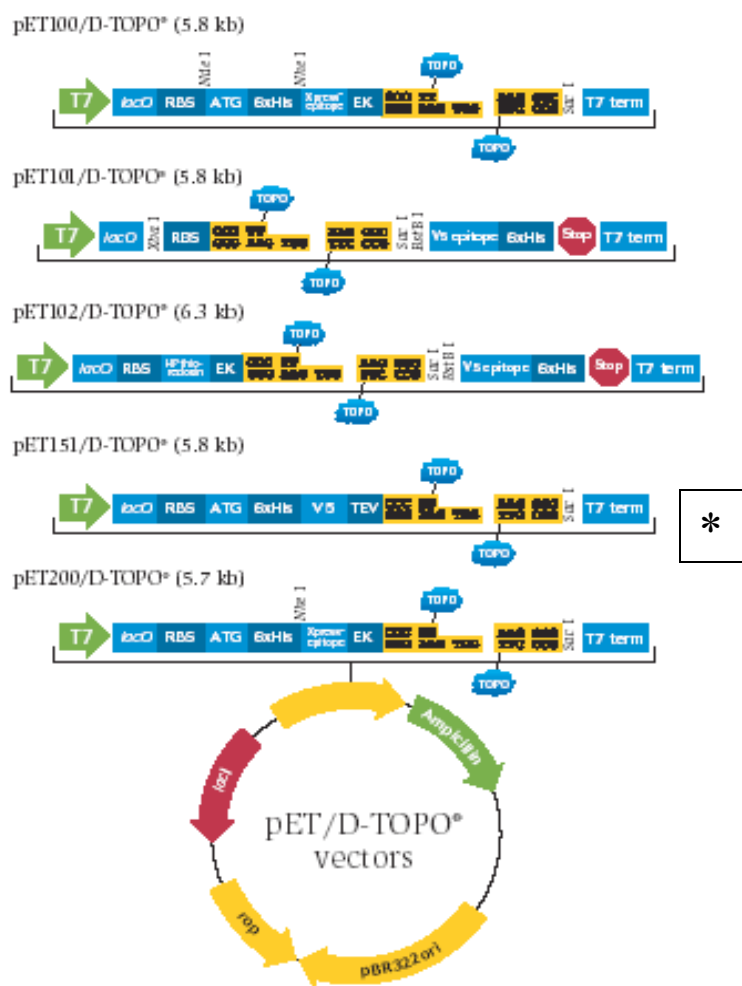 pET100/D-TOPO® (5.8 kb)
Nde I Nhe I TOPO
T7 lacO RBS ATG 6xHis Xpress™ epitope EK Sac I T7 term
TOPO
pET101/D-TOPO® (5.8 kb)
TOPO
T7 lacO Xba I RBS Sac I BstB I V5 epitope 6xHis Stop T7 term
TOPO
pET102/D-TOPO® (6.3 kb)
TOPO
T7 lacO RBS HP thio-redoxin EK Sac I BstB I V5 epitope 6xHis Stop T7 term
TOPO
pET151/D-TOPO® (5.8 kb)
TOPO
T7 lacO RBS ATG 6xHis V5 TEV Sac I T7 term
*
TOPO
pET200/D-TOPO® (5.7 kb)
Nhe I TOPO
T7 lacO RBS ATG 6xHis Xpress™ epitope EK Sac I T7 term
TOPO
Ampicillin
lacI
pET/D-TOPO®
vectors
rop
pBR322 ori